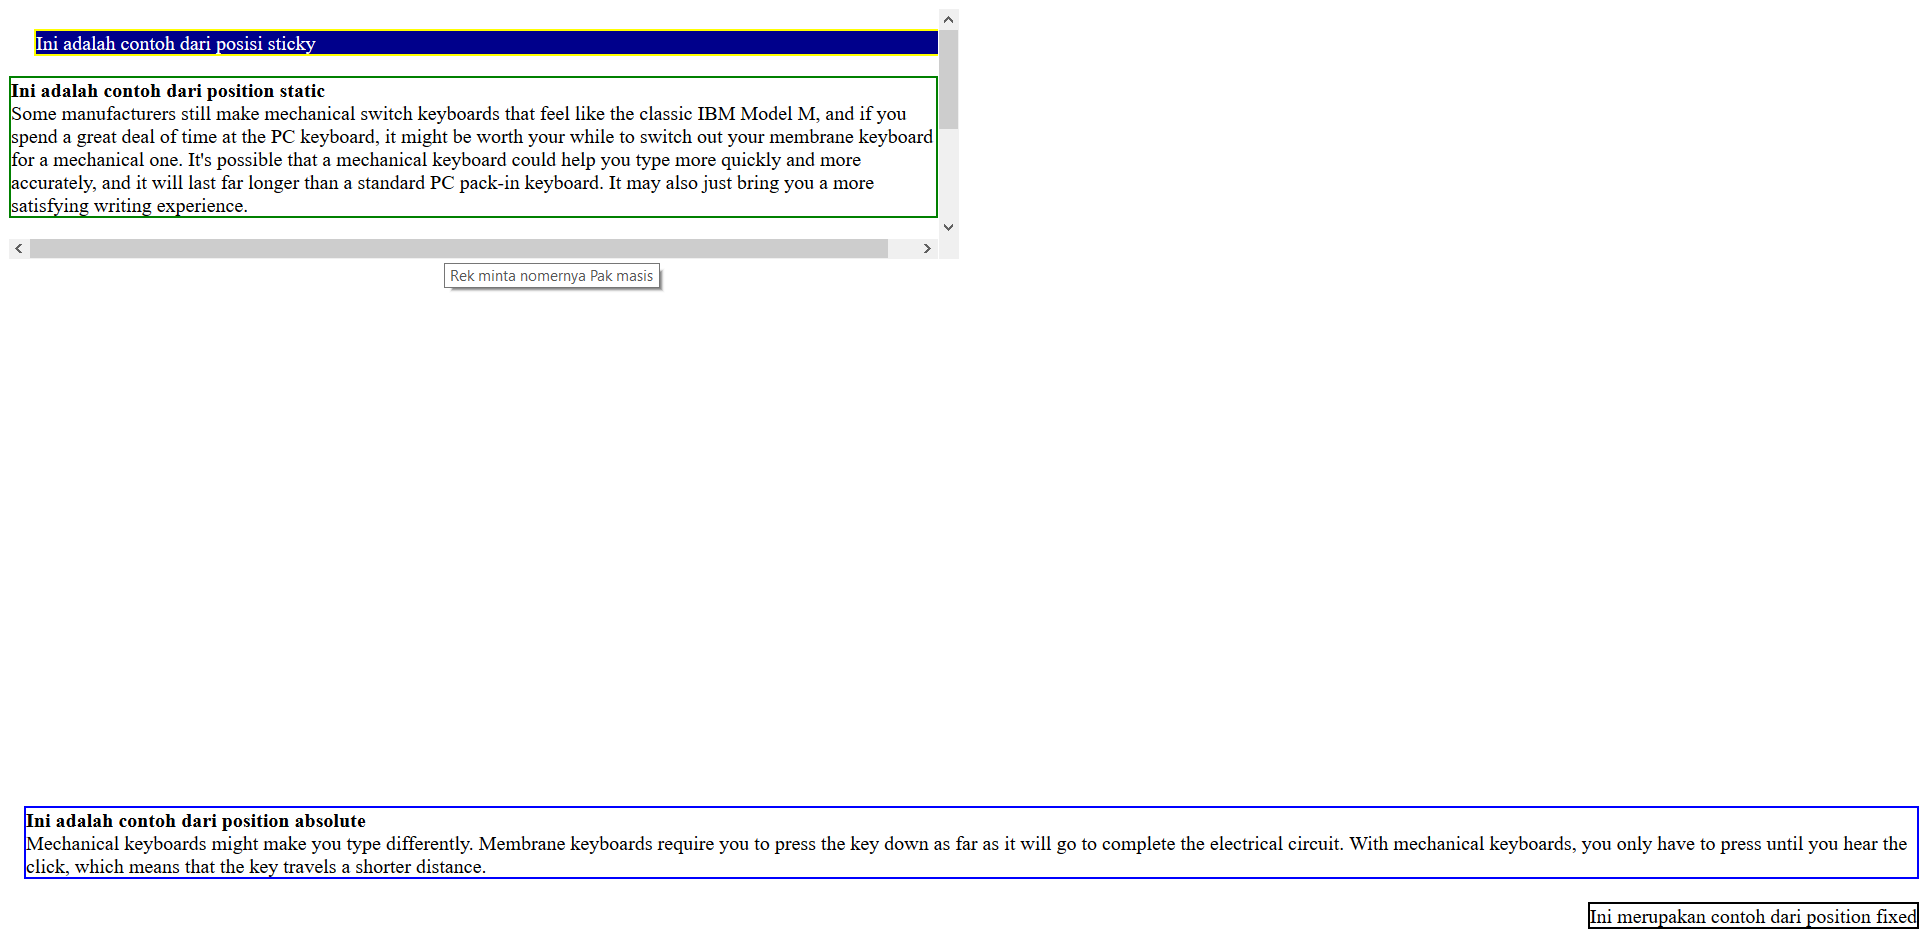 Ini adalah contoh dari posisi sticky
Ini adalah contoh dari position static
Some manufacturers still make mechanical switch keyboards that feel like the classic IBM Model M, and if you
spend a great deal of time at the PC keyboard, it might be worth your while to switch out your membrane keyboard
for a mechanical one. It's possible that a mechanical keyboard could help you type more quickly and more
accurately, and it will last far longer than a standard PC pack-in keyboard. It may also just bring you a more
satisfying writing experience.
Rek minta nomernya Pak masis
Ini adalah contoh dari position absolute
Mechanical keyboards might make you type differently. Membrane keyboards require you to press the key down as far as it will go to complete the electrical circuit. With mechanical keyboards, you only have to press until you hear the
click, which means that the key travels a shorter distance.
Ini merupakan contoh dari position fixed